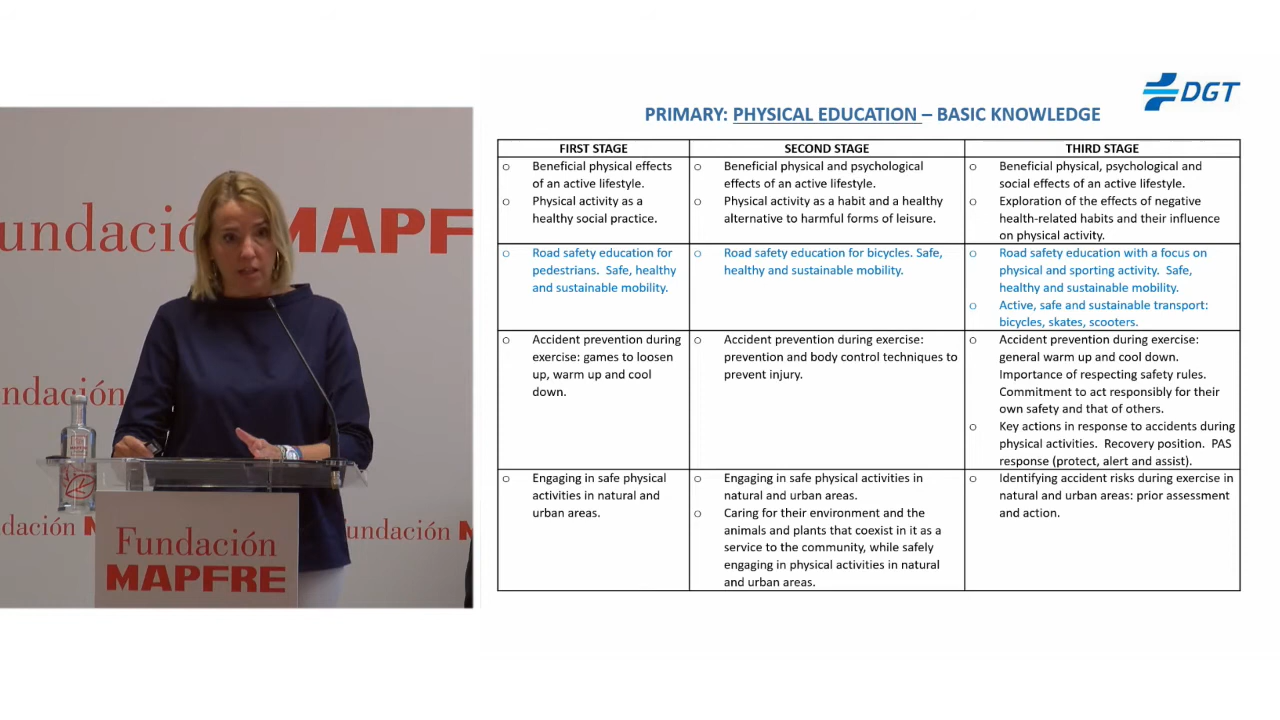 DGT
PRIMARY: PHYSICAL EDUCATION – BASIC KNOWLEDGE
FIRST STAGE
SECOND STAGE
THIRD STAGE
o Beneficial physical effects
of an active lifestyle.
o Physical activity as a
healthy social practice.
o Beneficial physical and psychological
effects of an active lifestyle.
o Physical activity as a habit and a healthy
alternative to harmful forms of leisure.
o Beneficial physical, psychological and
social effects of an active lifestyle.
o Exploration of the effects of negative
health-related habits and their influence
on physical activity.
o Road safety education for
pedestrians. Safe, healthy
and sustainable mobility.
o Road safety education for bicycles. Safe,
healthy and sustainable mobility.
o Road safety education with a focus on
physical and sporting activity. Safe,
healthy and sustainable mobility.
o Active, safe and sustainable transport:
bicycles, skates, scooters.
o Accident prevention during
exercise: games to loosen
up, warm up and cool
down.
o Accident prevention during exercise:
prevention and body control techniques to
prevent injury.
o Accident prevention during exercise:
general warm up and cool down.
Importance of respecting safety rules.
Commitment to act responsibly for their
own safety and that of others.
o Key actions in response to accidents during
physical activities. Recovery position. PAS
response (protect, alert and assist).
o Engaging in safe physical
activities in natural and
urban areas.
o Engaging in safe physical activities in
natural and urban areas.
o Caring for their environment and the
animals and plants that coexist in it as a
service to the community, while safely
engaging in physical activities in natural
and urban areas.
o Identifying accident risks during exercise in
natural and urban areas: prior assessment
and action.
undació MAPF
ndación
dación M
undación M
Fundación
MAPFRE